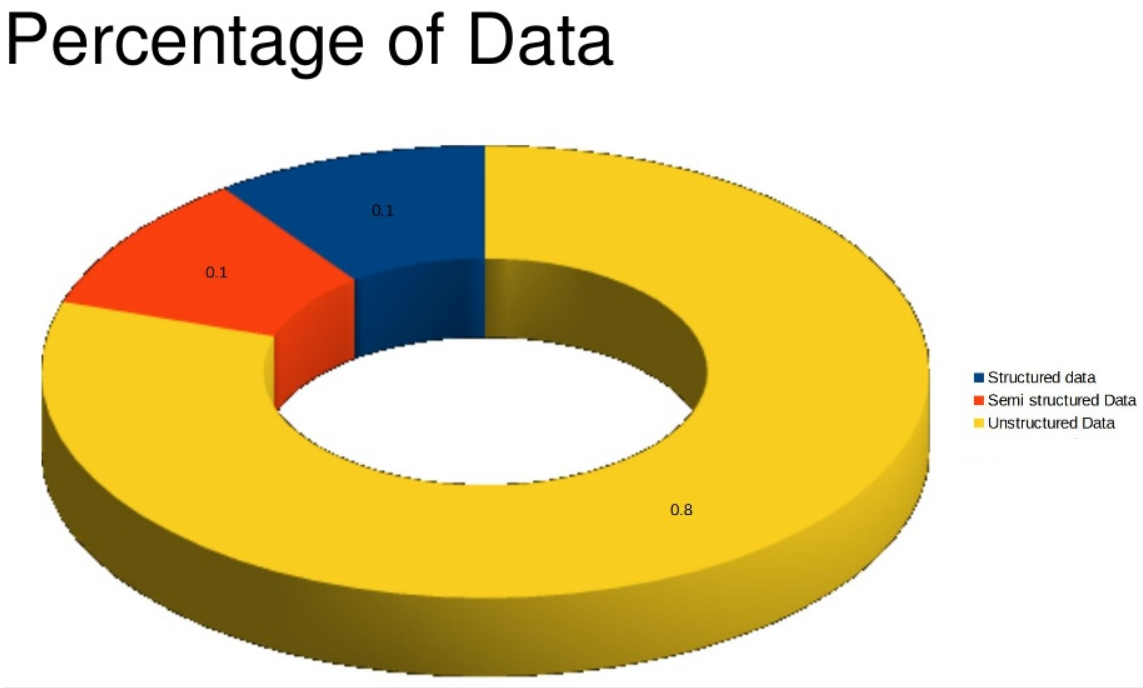 Percentage of Data
0.1
0.1
Structured data
Semi structured Data
Unstructured Data
0.8